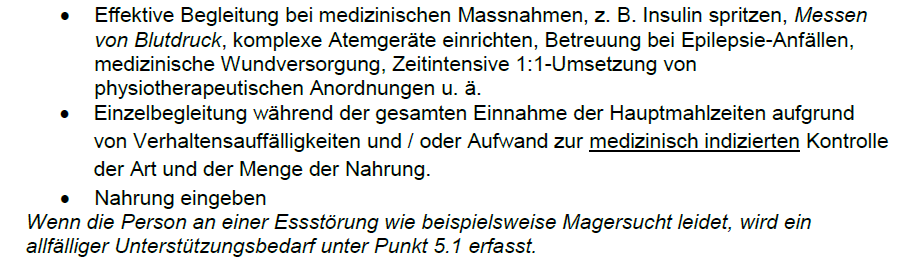 • Effektive Begleitung bei medizinischen Massnahmen, z. B. Insulin spritzen, Messen
von Blutdruck, komplexe Atemgeräte einrichten, Betreuung bei Epilepsie-Anfällen,
medizinische Wundversorgung, Zeitintensive 1:1-Umsetzung von
physiotherapeutischen Anordnungen u. ä.
• Einzelbegleitung während der gesamten Einnahme der Hauptmahlzeiten aufgrund
von Verhaltensauffälligkeiten und / oder Aufwand zur medizinisch indizierten Kontrolle
der Art und der Menge der Nahrung.
• Nahrung eingeben
Wenn die Person an einer Essstörung wie beispielsweise Magersucht leidet, wird ein
allfälliger Unterstützungsbedarf unter Punkt 5.1 erfasst.